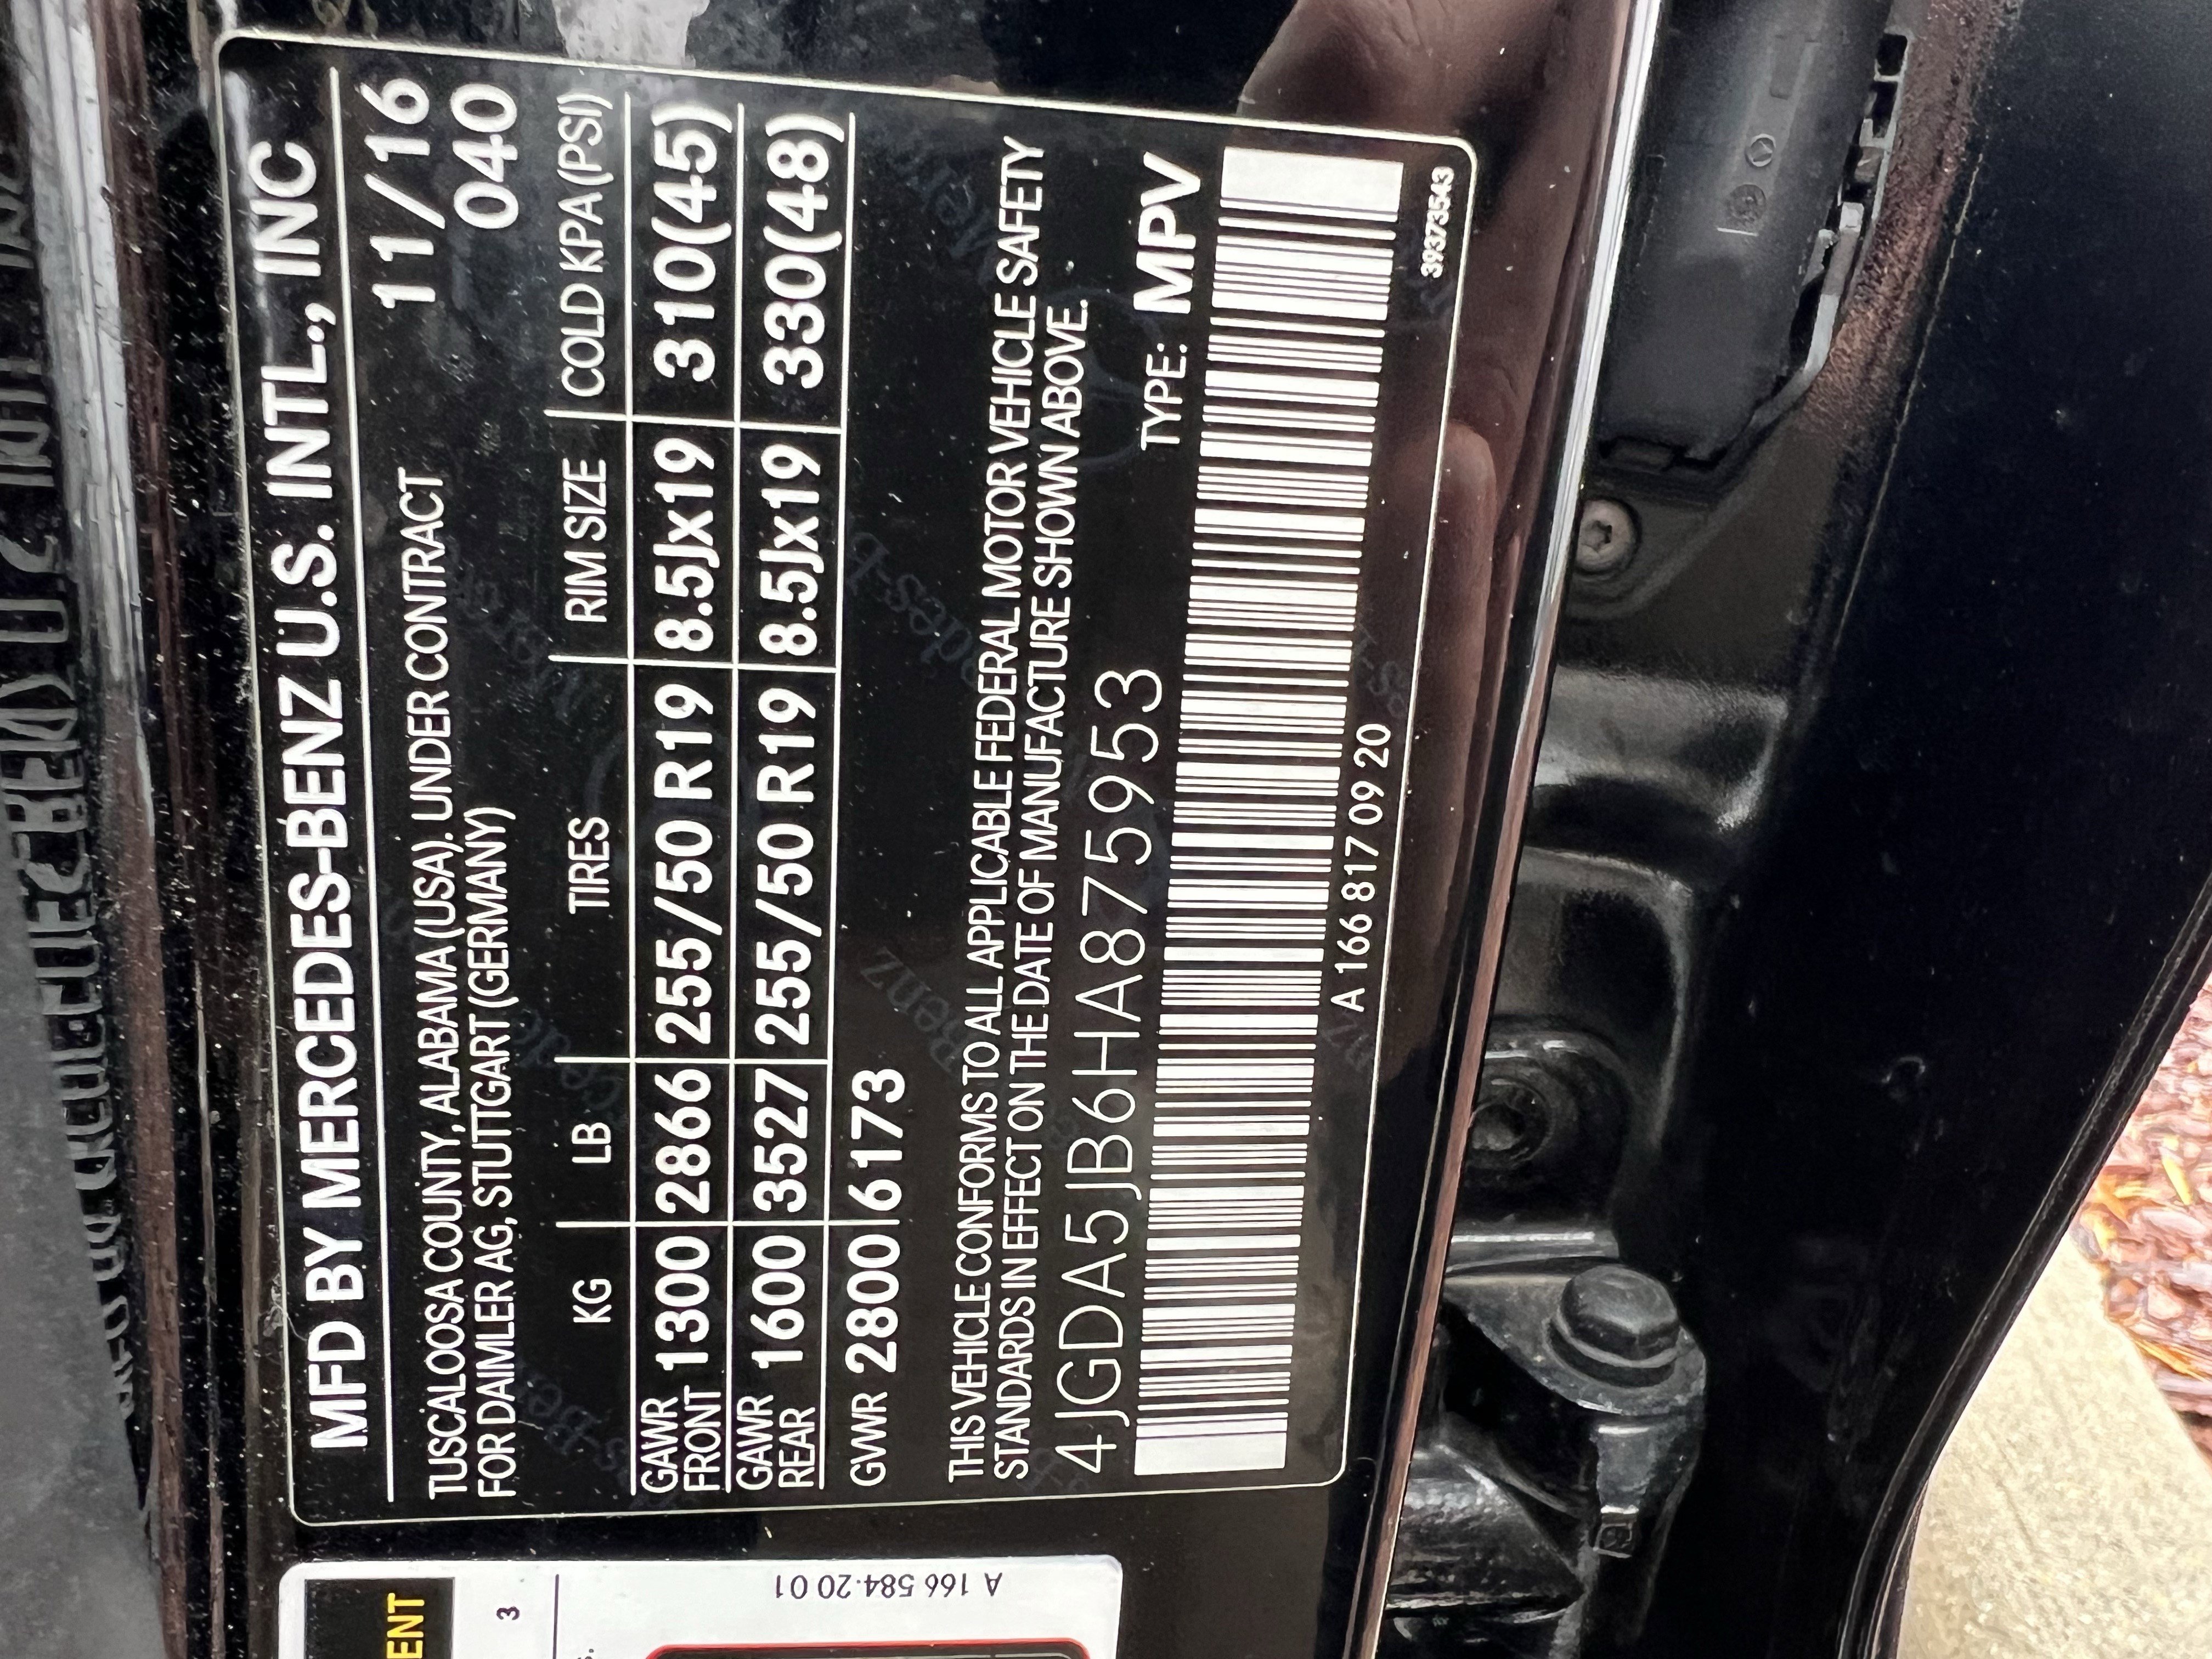 MFD BY MERCEDES-BENZ U.S. INTL., INC
TUSCALOOSA COUNTY, ALABAMA (USA). UNDER CONTRACT 11/16
FOR DAIMLER AG, STUTTGART (GERMANY) 040
KG LB TIRES RIM SIZE COLD KPA (PSI)
GAWR FRONT 1300 2866 255/50 R19 8.5Jx19 310(45)
GAWR REAR 1600 3527 255/50 R19 8.5Jx19 330(48)
GVWR 2800 6173
THIS VEHICLE CONFORMS TO ALL APPLICABLE FEDERAL MOTOR VEHICLE SAFETY
STANDARDS IN EFFECT ON THE DATE OF MANUFACTURE SHOWN ABOVE.
4JGDA5JB6HA875953 TYPE: MPV
A 166 817 09 20
39373543
ENT
3
A 166 584·20 01